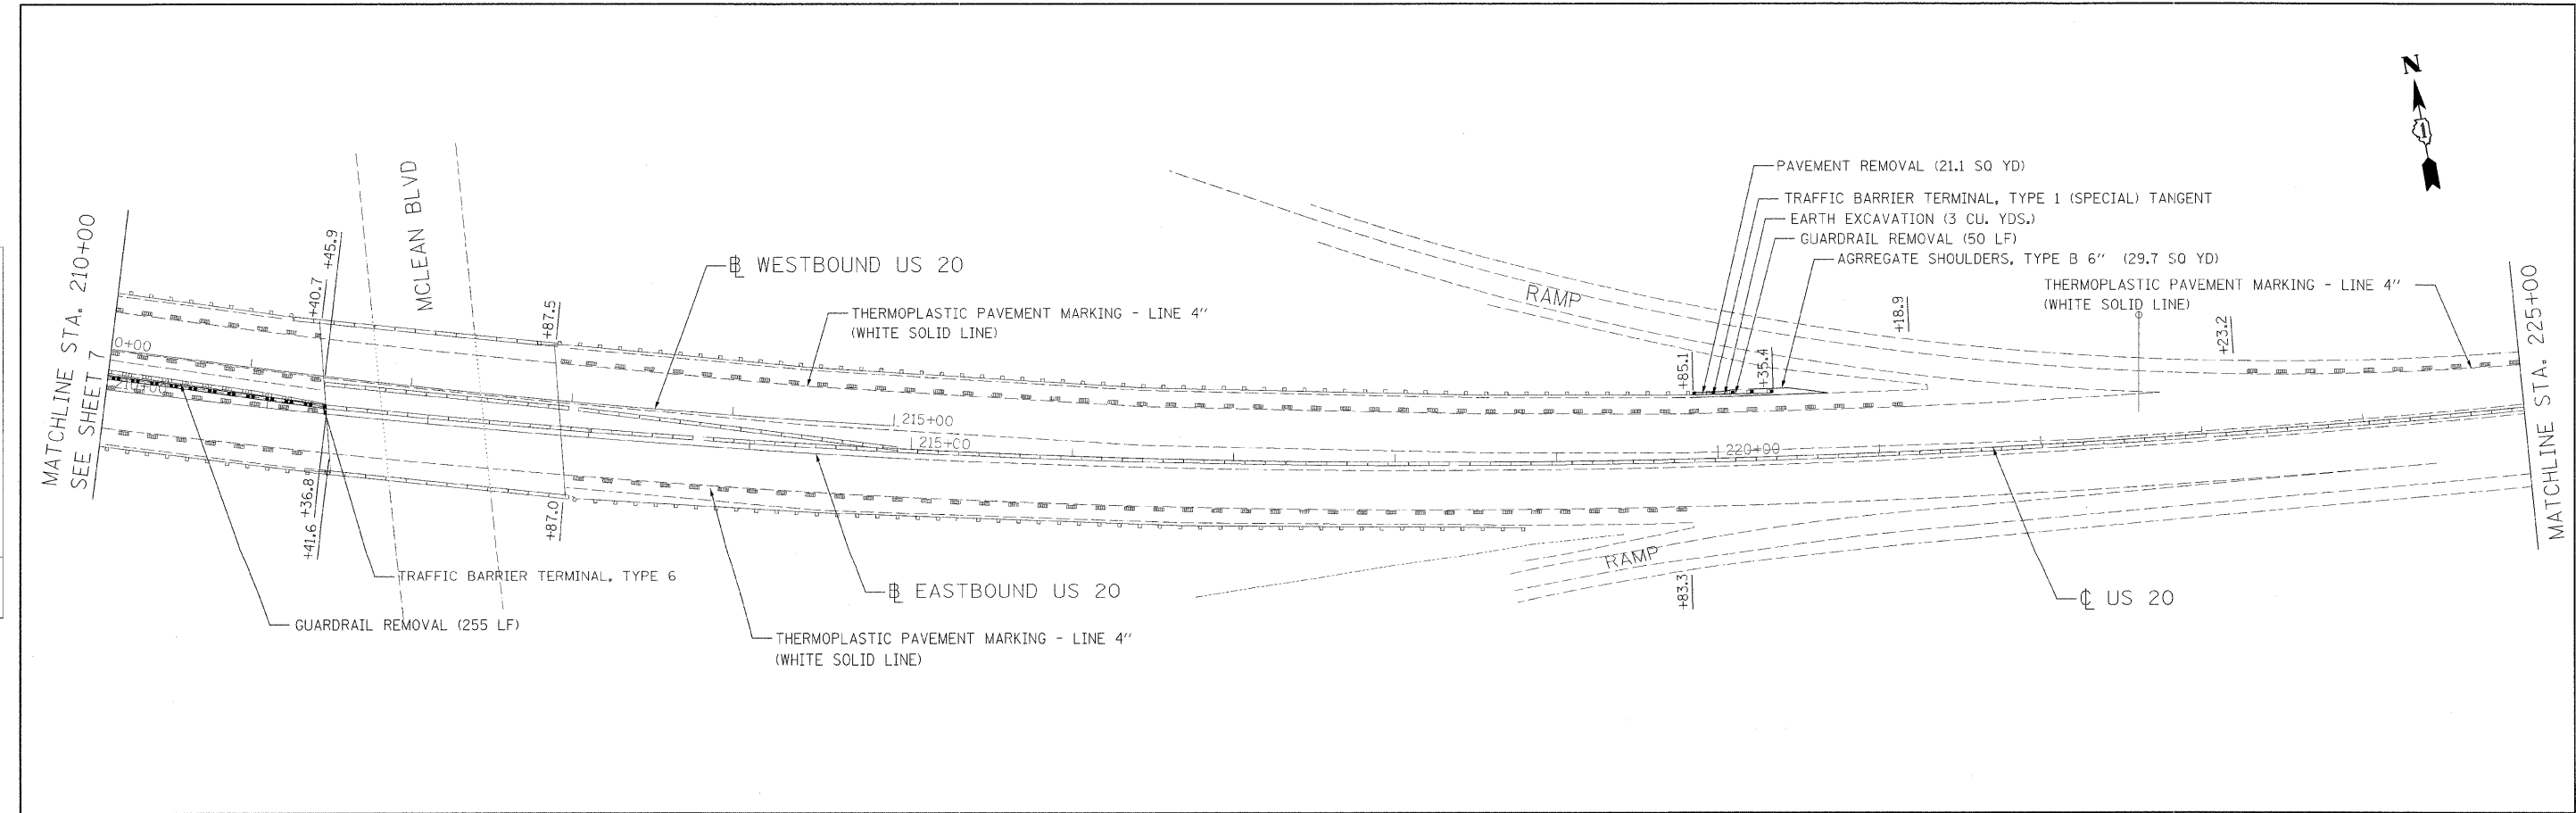 N
MATCHLINE STA. 210+00
SEE SHEET 7
MCLEAN BLVD
+40.7
+45.9
+87.5
℄ WESTBOUND US 20
THERMOPLASTIC PAVEMENT MARKING - LINE 4"
(WHITE SOLID LINE)
RAMP
PAVEMENT REMOVAL (21.1 SQ YD)
TRAFFIC BARRIER TERMINAL, TYPE 1 (SPECIAL) TANGENT
EARTH EXCAVATION (3 CU. YDS.)
GUARDRAIL REMOVAL (50 LF)
AGRREGATE SHOULDERS, TYPE B 6" (29.7 SQ YD)
THERMOPLASTIC PAVEMENT MARKING - LINE 4"
(WHITE SOLID LINE)
+85.1
+35.4
+18.9
+23.2
MATCHLINE STA. 225+00
0+00
210+00
215+00
215+00
220+00
+41.6
+36.8
+87.0
+83.3
RAMP
TRAFFIC BARRIER TERMINAL, TYPE 6
GUARDRAIL REMOVAL (255 LF)
EASTBOUND US 20
THERMOPLASTIC PAVEMENT MARKING - LINE 4"
(WHITE SOLID LINE)
℄ US 20